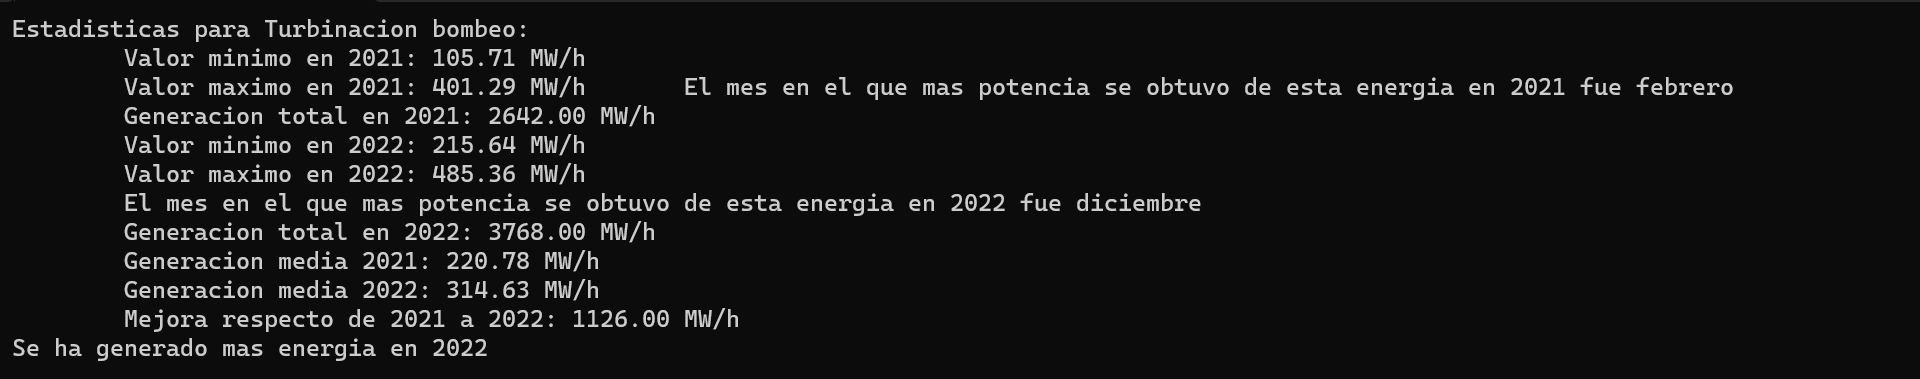 Estadisticas para Turbinacion bombeo:
Valor minimo en 2021: 105.71 MW/h
Valor maximo en 2021: 401.29 MW/h El mes en el que mas potencia se obtuvo de esta energia en 2021 fue febrero
Generacion total en 2021: 2642.00 MW/h
Valor minimo en 2022: 215.64 MW/h
Valor maximo en 2022: 485.36 MW/h
El mes en el que mas potencia se obtuvo de esta energia en 2022 fue diciembre
Generacion total en 2022: 3768.00 MW/h
Generacion media 2021: 220.78 MW/h
Generacion media 2022: 314.63 MW/h
Mejora respecto de 2021 a 2022: 1126.00 MW/h
Se ha generado mas energia en 2022